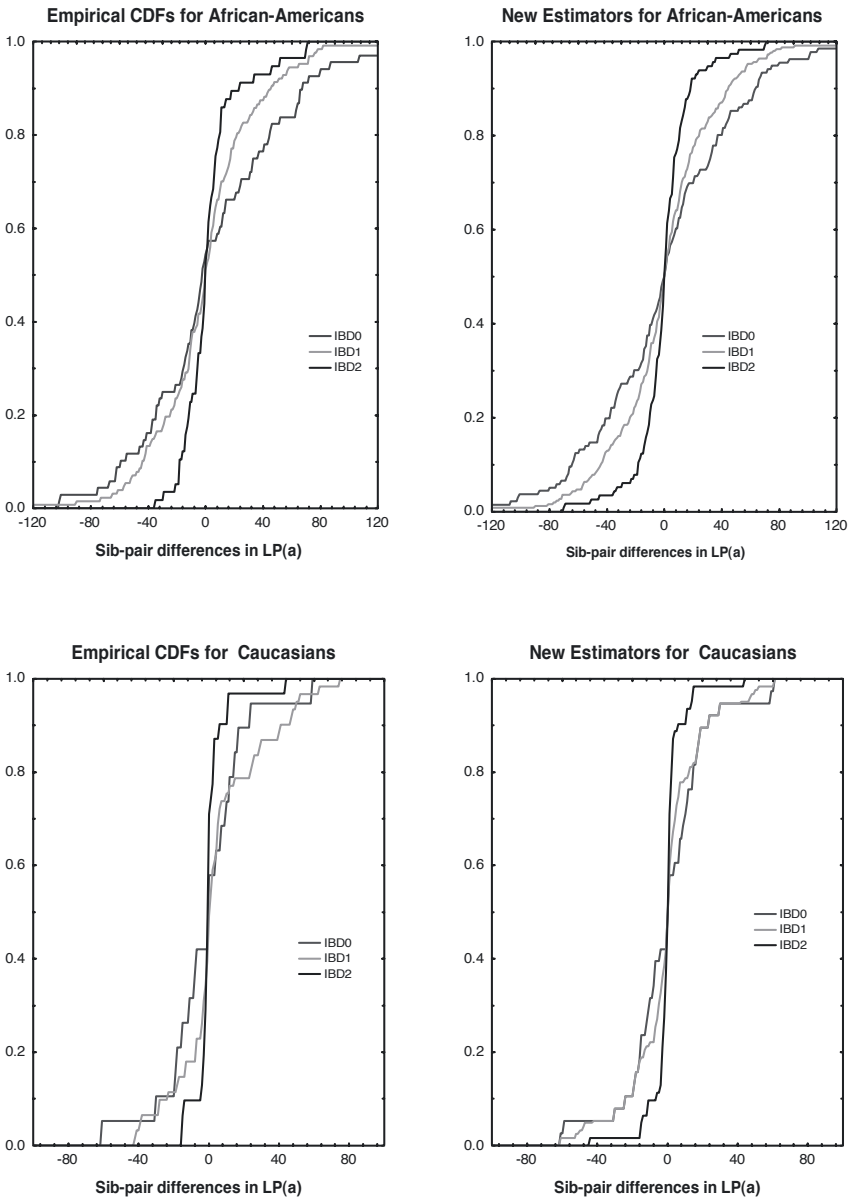 Empirical CDFs for African-Americans
1.0
0.8
0.6
0.4
0.2
0.0
-120
-80
-40
0
40
80
120
IBD0
IBD1
IBD2
Sib-pair differences in LP(a)
New Estimators for African-Americans
1.0
0.8
0.6
0.4
0.2
0.0
-120
-80
-40
0
40
80
120
IBD0
IBD1
IBD2
Sib-pair differences in LP(a)
Empirical CDFs for Caucasians
1.0
0.8
0.6
0.4
0.2
0.0
-80
-40
0
40
80
IBD0
IBD1
IBD2
Sib-pair differences in LP(a)
New Estimators for Caucasians
1.0
0.8
0.6
0.4
0.2
0.0
-80
-40
0
40
80
IBD0
IBD1
IBD2
Sib-pair differences in LP(a)